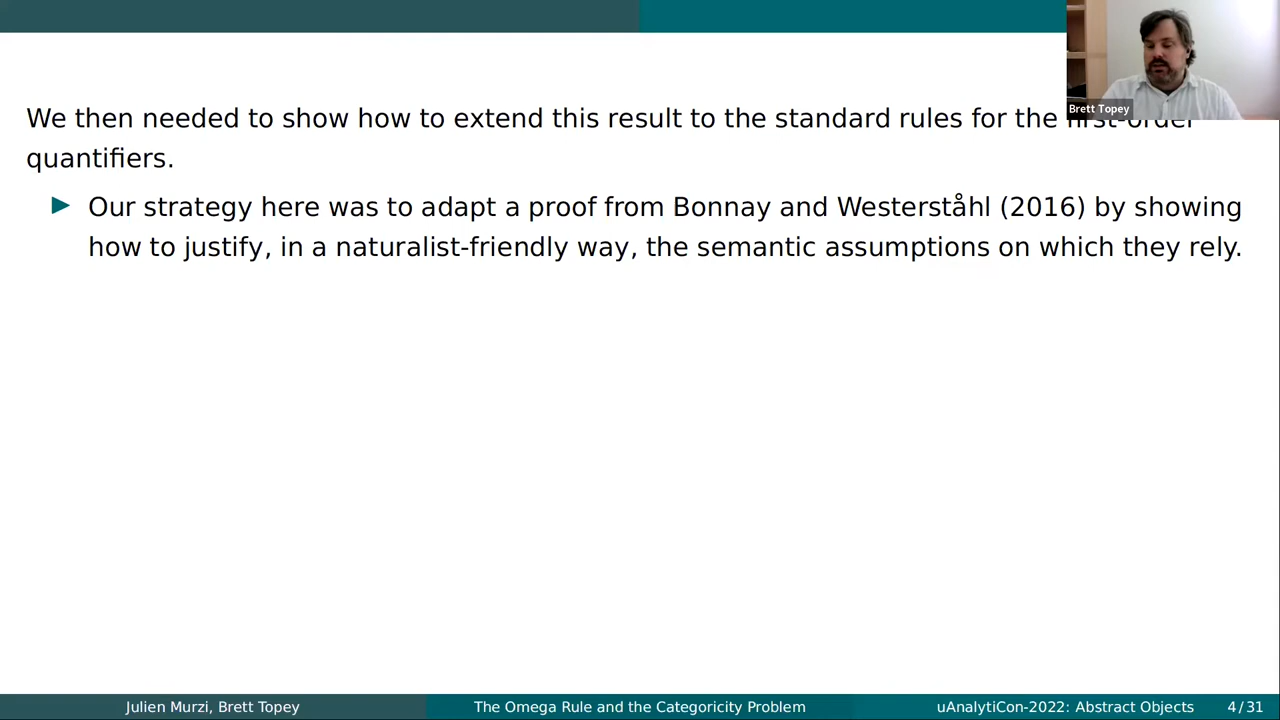 We then needed to show how to extend this result to the standard rules for the first-order
quantifiers.
► Our strategy here was to adapt a proof from Bonnay and Westerståhl (2016) by showing
how to justify, in a naturalist-friendly way, the semantic assumptions on which they rely.
Brett Topey
Julien Murzi, Brett Topey
The Omega Rule and the Categoricity Problem
uAnalytiCon-2022: Abstract Objects
4/31